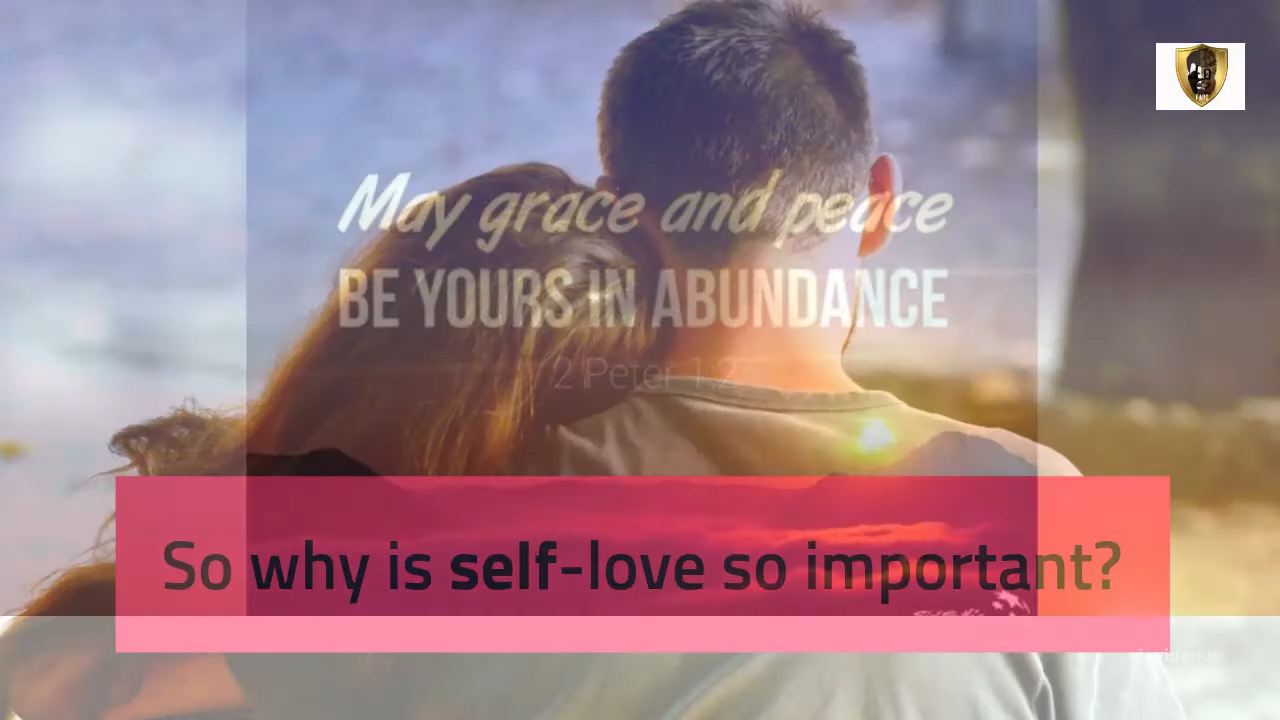 May grace and peace
BE YOURS IN ABUNDANCE
2 Peter 1:2
So why is self-love so important?